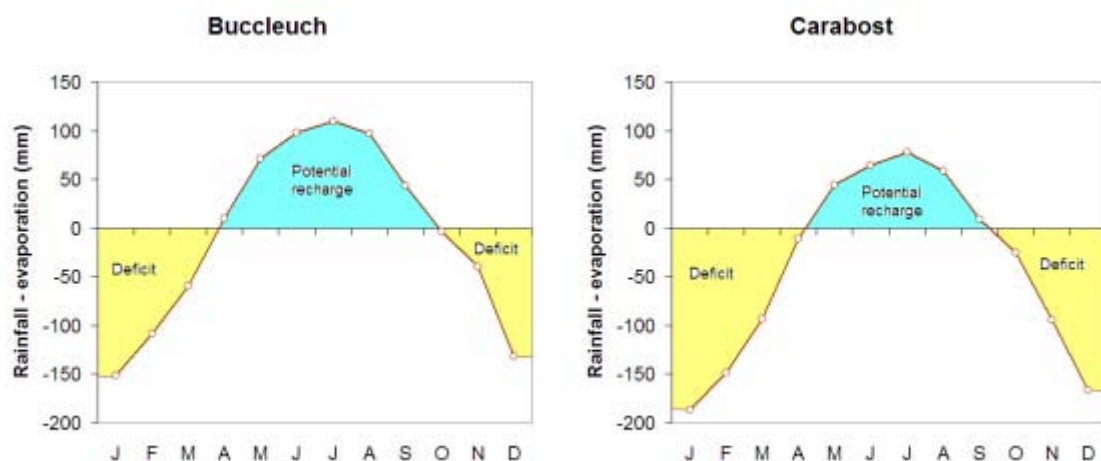 Buccleuch
Rainfall - evaporation (mm)
150
100
50
0
-50
-100
-150
-200
Potential
recharge
Deficit
Deficit
J F M A M J J A S O N D
Carabost
Rainfall - evaporation (mm)
150
100
50
0
-50
-100
-150
-200
Potential
recharge
Deficit
Deficit
J F M A M J J A S O N D